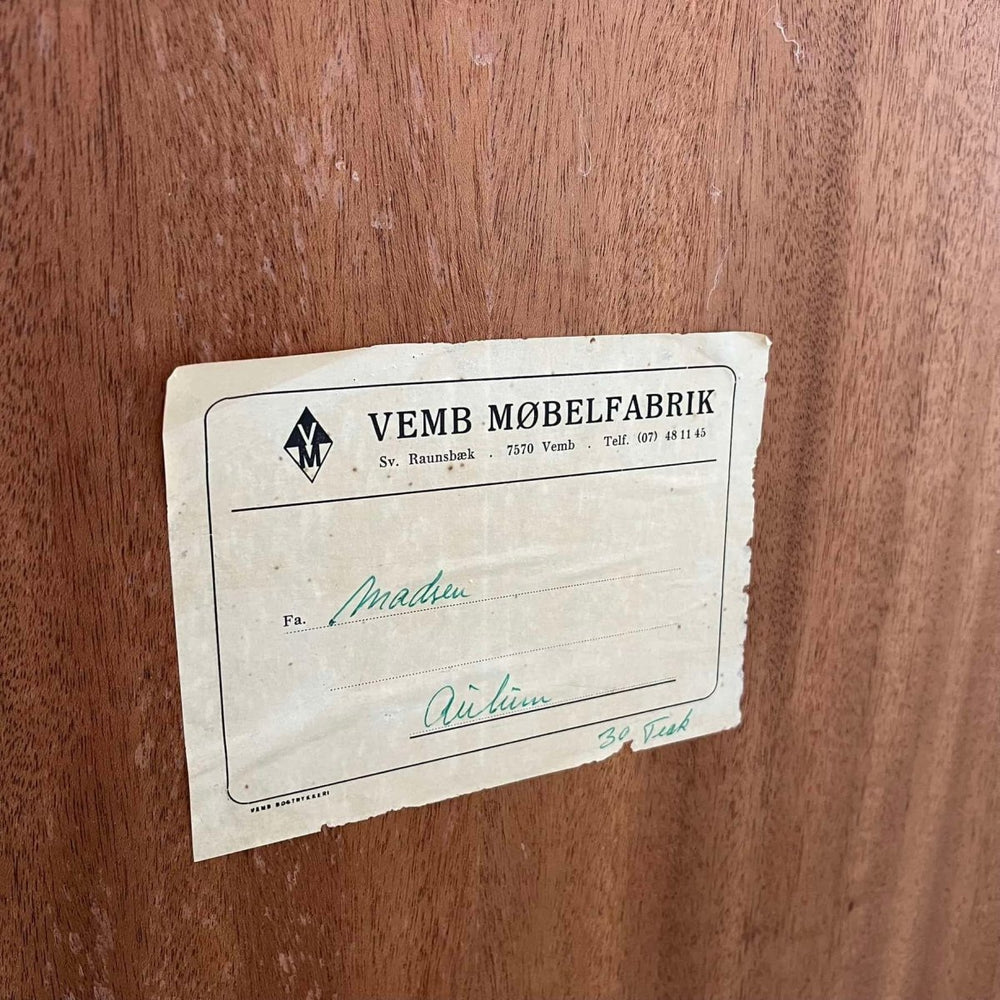 VM
VEMB MØBELFABRIK
Sv. Raunsbæk . 7570 Vemb . Telf. (07) 48 11 45
Fa. Madsen
Aulum
30 Teak
VEMB BOGTRYKKERI